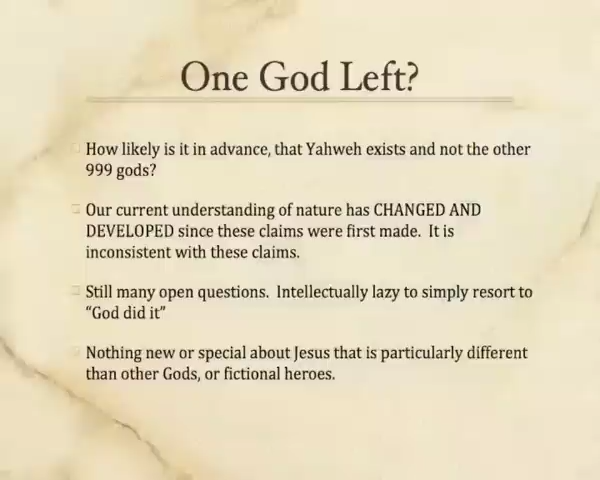 One God Left?
How likely is it in advance, that Yahweh exists and not the other
999 gods?
Our current understanding of nature has CHANGED AND
DEVELOPED since these claims were first made.  It is
inconsistent with these claims.
Still many open questions.  Intellectually lazy to simply resort to
“God did it”
Nothing new or special about Jesus that is particularly different
than other Gods, or fictional heroes.